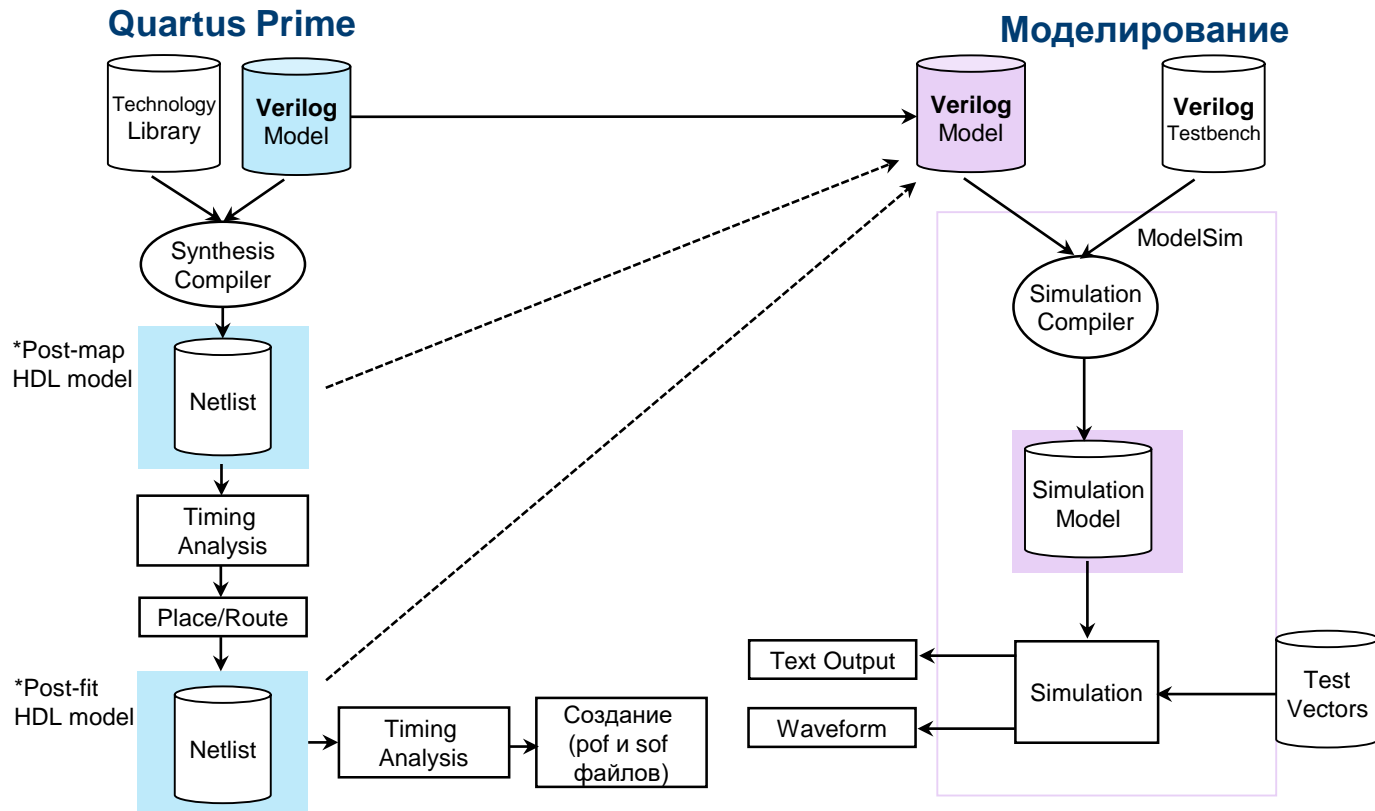 Quartus Prime
Моделирование
Technology
Library
Verilog
Model
Verilog
Model
Verilog
Testbench
Synthesis
Compiler
ModelSim
Simulation
Compiler
*Post-map
HDL model
Netlist
Simulation
Model
Timing
Analysis
Place/Route
*Post-fit
HDL model
Netlist
Timing
Analysis
Создание
(pof и sof
файлов)
Text Output
Waveform
Simulation
Test
Vectors